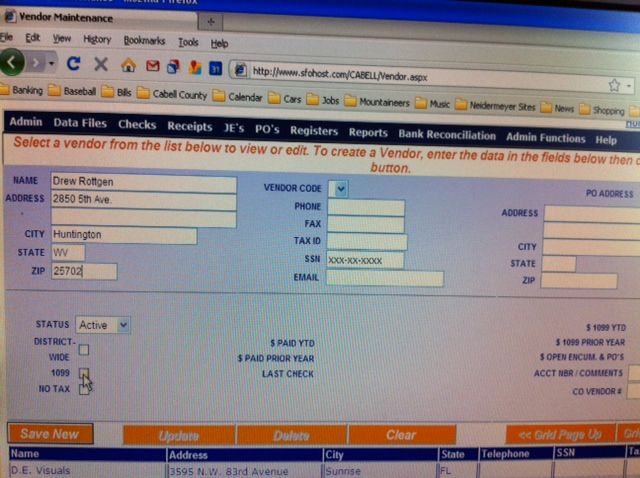 Mozilla Firefox
Vendor Maintenance
File Edit View History Bookmarks Tools Help
31 http://www.sfohost.com/CABELL/Vendor.aspx
Banking Baseball Bills Cabell County Calendar Cars Jobs Mountaineers Music Neidermeyer Sites News Shopping
Admin Data Files Checks Receipts JE's PO's Registers Reports Bank Reconciliation Admin Functions Help
Select a vendor from the list below to view or edit. To create a Vendor, enter the data in the fields below then
button.
NAME Drew Rottgen VENDOR CODE PO ADDRESS
ADDRESS 2850 5th Ave. PHONE ADDRESS
FAX
CITY Huntington TAX ID CITY
STATE WV SSN xxx-xx-xxxx STATE
ZIP 25702 EMAIL ZIP
STATUS Active $ 1099 YTD
DISTRICT-WIDE $ PAID YTD $ 1099 PRIOR YEAR
$ PAID PRIOR YEAR $ OPEN ENCUM. & PO'S
1099 LAST CHECK ACCT NBR / COMMENTS
NO TAX CO VENDOR #
Save New Update Delete Clear << Grid Page Up Gri
Name Address City State Telephone SSN Ta
D.E. Visuals 3595 N.W. 83rd Avenue Sunrise FL